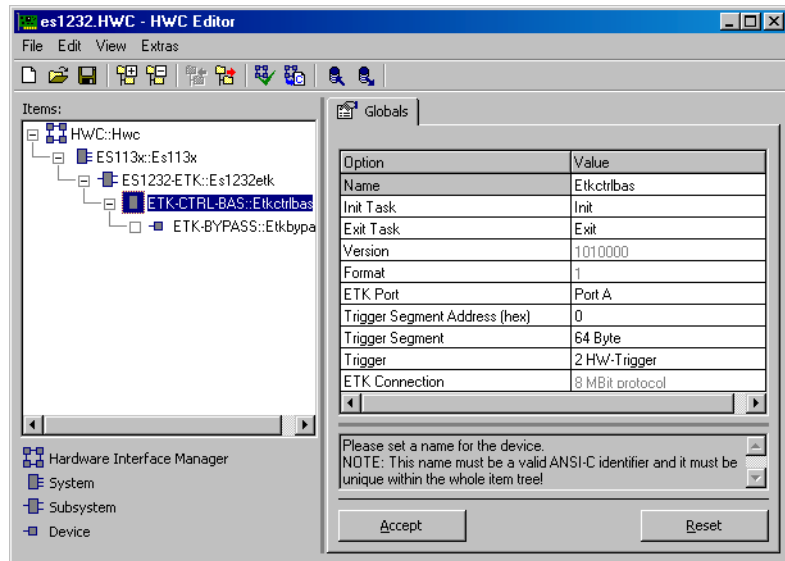 es1232.HWC - HWC Editor
File Edit View Extras
Items:
HWC::Hwc
ES113x::Es113x
ES1232-ETK::Es1232etk
ETK-CTRL-BAS::Etkctrlbas
ETK-BYPASS::Etkbypa
Hardware Interface Manager
System
Subsystem
Device
Globals
Option Value
Name Etkctrlbas
Init Task Init
Exit Task Exit
Version 1010000
Format 1
ETK Port Port A
Trigger Segment Address (hex) 0
Trigger Segment 64 Byte
Trigger 2 HW-Trigger
ETK Connection 8 MBit protocol
Please set a name for the device.
NOTE: This name must be a valid ANSI-C identifier and it must be
unique within the whole item tree!
Accept Reset